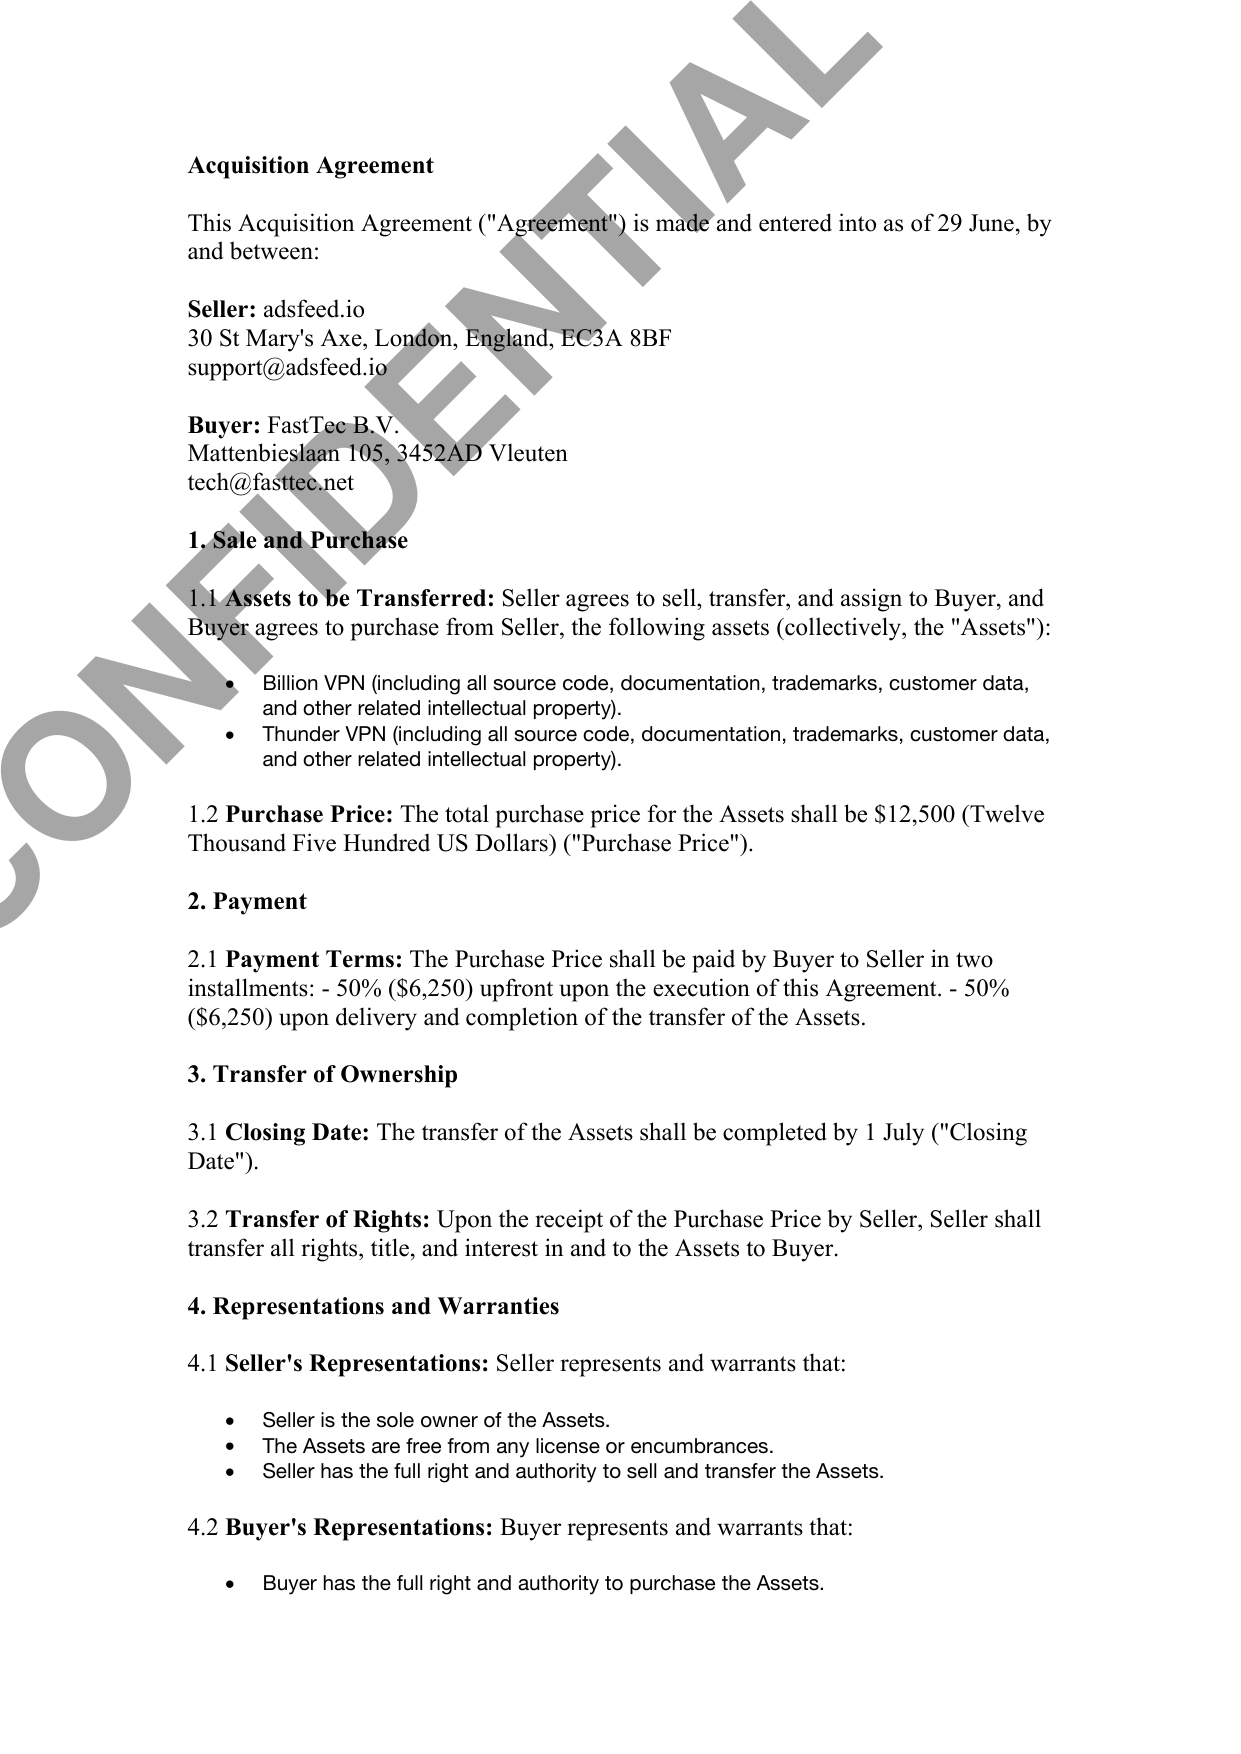 CONFIDENTIAL
Acquisition Agreement
This Acquisition Agreement ("Agreement") is made and entered into as of 29 June, by
and between:
Seller: adsfeed.io
30 St Mary's Axe, London, England, EC3A 8BF
support@adsfeed.io
Buyer: FastTec B.V.
Mattenbieslaan 105, 3452AD Vleuten
tech@fasttec.net
1. Sale and Purchase
1.1 Assets to be Transferred: Seller agrees to sell, transfer, and assign to Buyer, and
Buyer agrees to purchase from Seller, the following assets (collectively, the "Assets"):
• Billion VPN (including all source code, documentation, trademarks, customer data,
and other related intellectual property).
• Thunder VPN (including all source code, documentation, trademarks, customer data,
and other related intellectual property).
1.2 Purchase Price: The total purchase price for the Assets shall be $12,500 (Twelve
Thousand Five Hundred US Dollars) ("Purchase Price").
2. Payment
2.1 Payment Terms: The Purchase Price shall be paid by Buyer to Seller in two
installments: - 50% ($6,250) upfront upon the execution of this Agreement. - 50%
($6,250) upon delivery and completion of the transfer of the Assets.
3. Transfer of Ownership
3.1 Closing Date: The transfer of the Assets shall be completed by 1 July ("Closing
Date").
3.2 Transfer of Rights: Upon the receipt of the Purchase Price by Seller, Seller shall
transfer all rights, title, and interest in and to the Assets to Buyer.
4. Representations and Warranties
4.1 Seller's Representations: Seller represents and warrants that:
• Seller is the sole owner of the Assets.
• The Assets are free from any license or encumbrances.
• Seller has the full right and authority to sell and transfer the Assets.
4.2 Buyer's Representations: Buyer represents and warrants that:
• Buyer has the full right and authority to purchase the Assets.